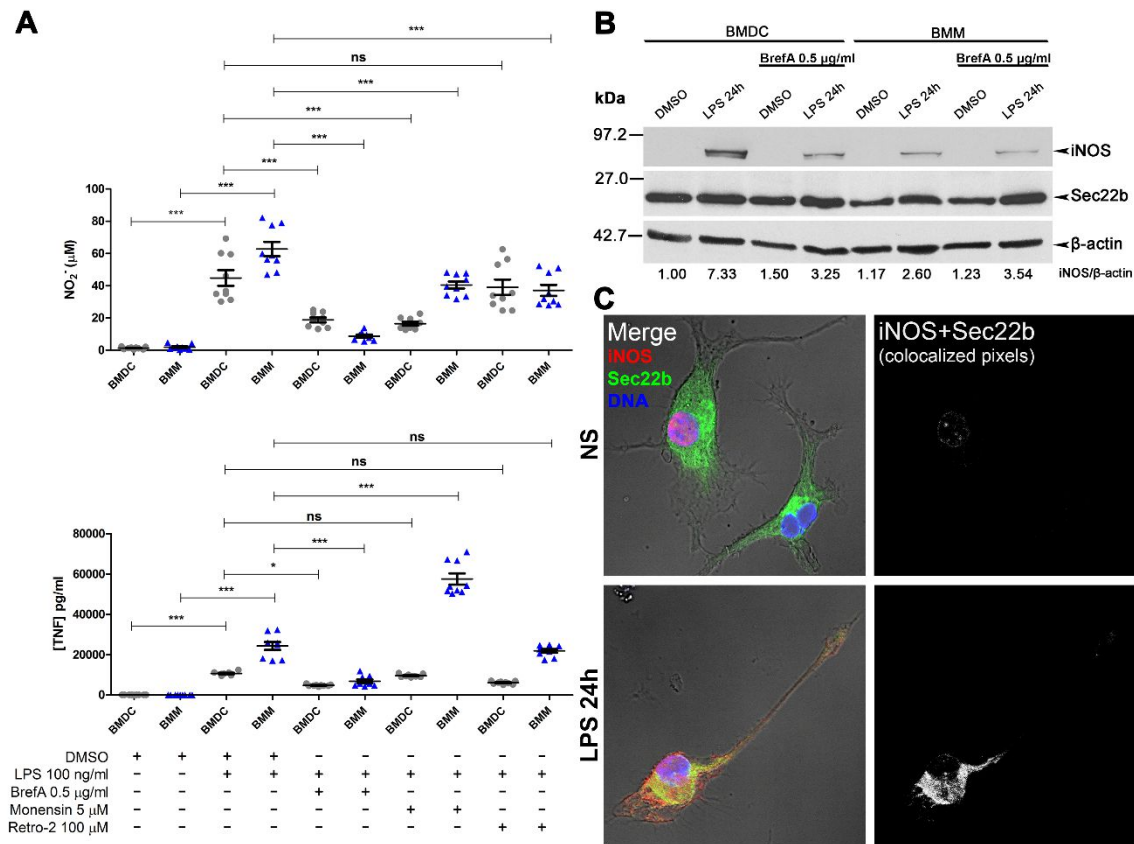 A
***
ns
***
***
***
***
***
***
NO₂⁻ (µM)
100
80
60
40
20
0
BMDC BMM BMDC BMM BMDC BMM BMDC BMM BMDC BMM
ns
ns
***
ns
***
*
***
***
[TNF] pg/ml
80000
60000
40000
20000
0
BMDC BMM BMDC BMM BMDC BMM BMDC BMM BMDC BMM
DMSO + + + + − − − − − −
LPS 100 ng/ml − − + + + + + + + +
BrefA 0.5 µg/ml − − − − + + − − − −
Monensin 5 µM − − − − − − + + − −
Retro-2 100 µM − − − − − − − − + +
B
BMDC BMM
BrefA 0.5 µg/ml BrefA 0.5 µg/ml
kDa DMSO LPS 24h DMSO LPS 24h DMSO LPS 24h DMSO LPS 24h
97.2 iNOS
27.0 Sec22b
42.7 β-actin
1.00 7.33 1.50 3.25 1.17 2.60 1.23 3.54 iNOS/β-actin
C
Merge
iNOS
Sec22b
DNA
iNOS+Sec22b
(colocalized pixels)
NS
LPS 24h